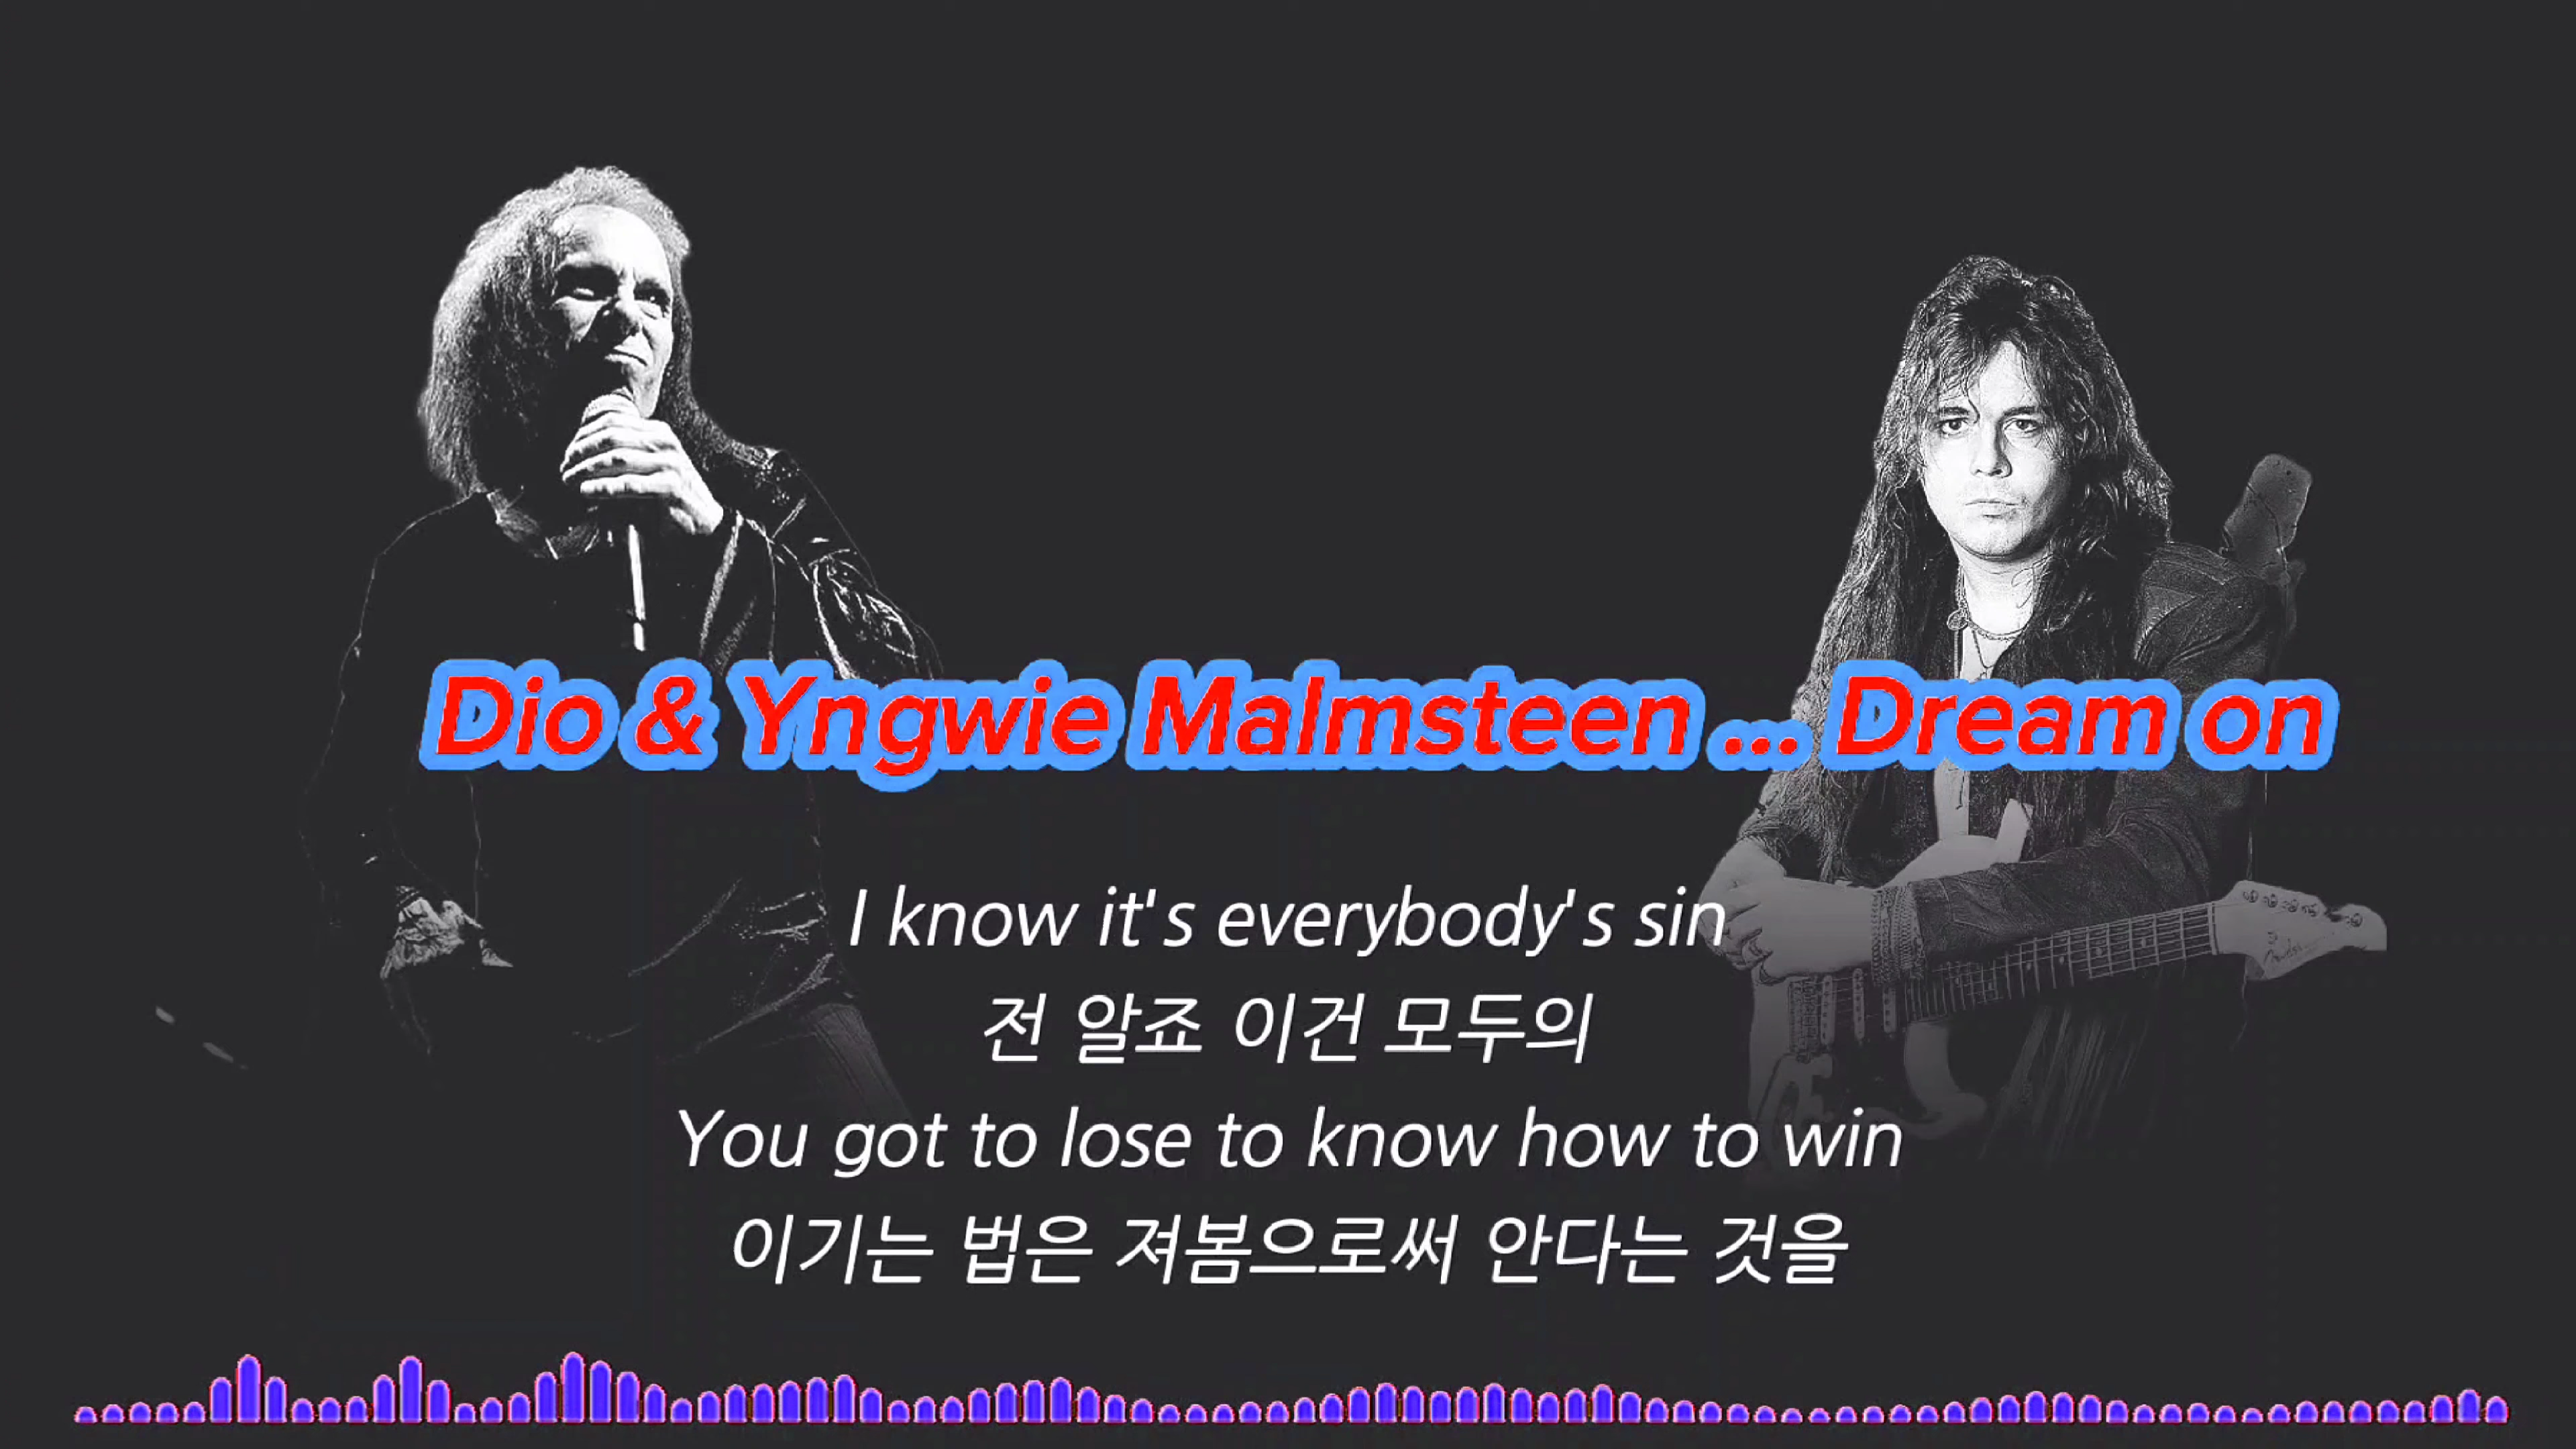 Dio & Yngwie Malmsteen ... Dream on
I know it's everybody's sin
전 알죠 이건 모두의
You got to lose to know how to win
이기는 법은 져봄으로써 안다는 것을
Fender